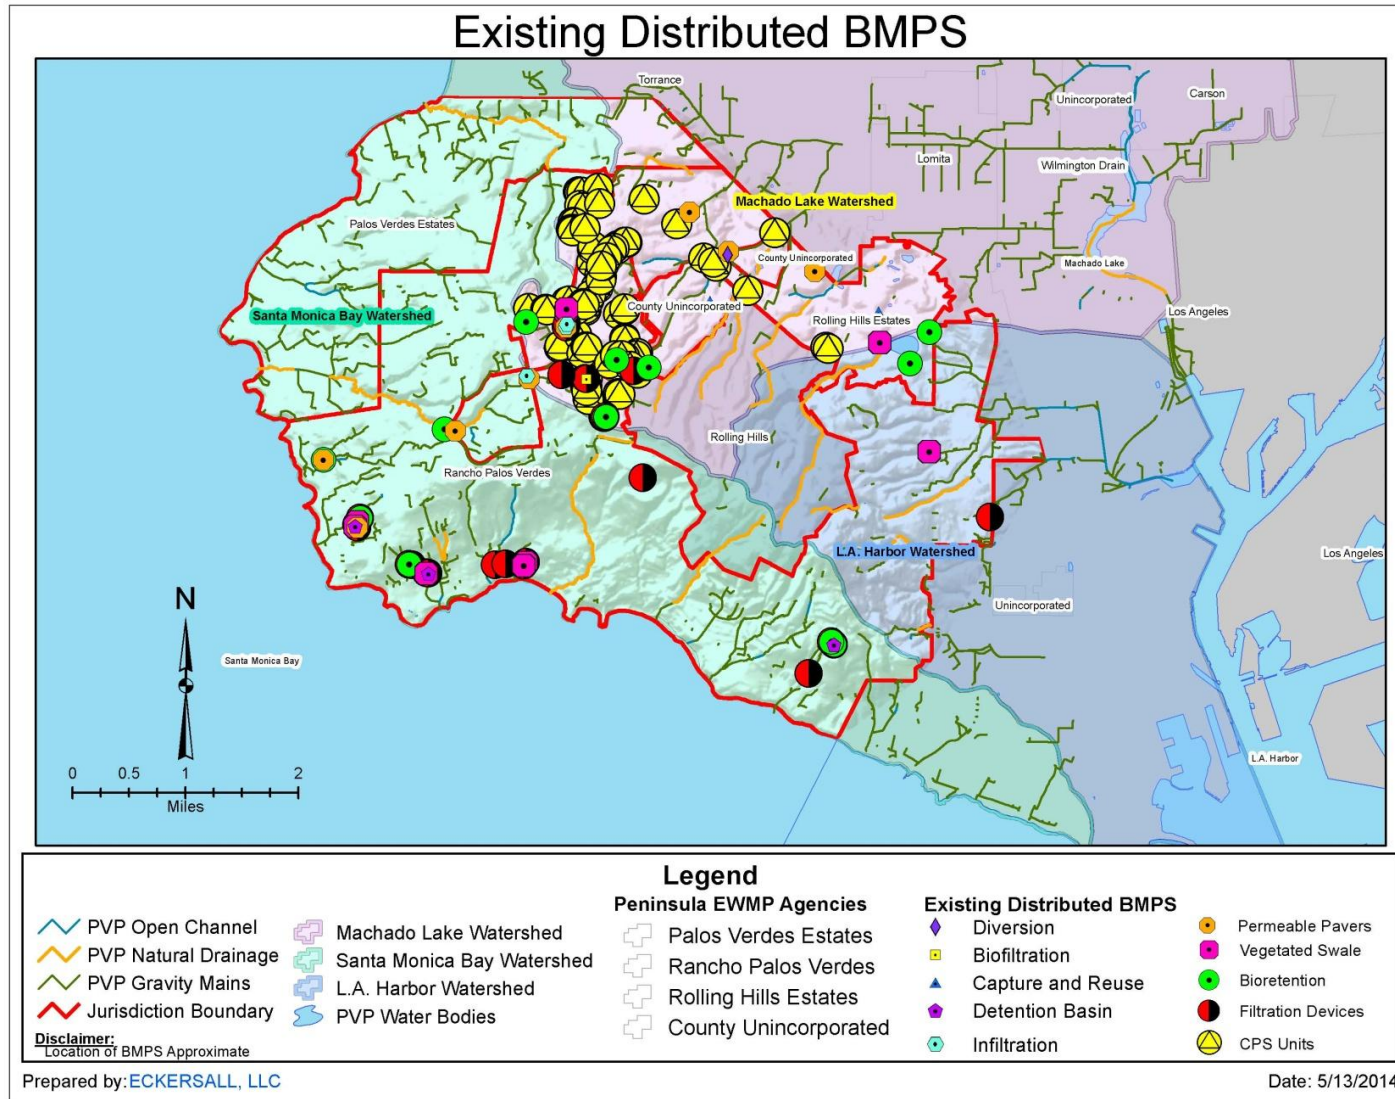 Existing Distributed BMPS
Torrance
Unincorporated
Carson
Lomita
Wilmington Drain
Machado Lake Watershed
Palos Verdes Estates
County Unincorporated
Machado Lake
Santa Monica Bay Watershed
County Unincorporated
Rolling Hills Estates
Los Angeles
Rolling Hills
Rancho Palos Verdes
L.A. Harbor Watershed
Los Angeles
Unincorporated
N
Santa Monica Bay
L.A. Harbor
0 0.5 1 2
Miles
Legend
PVP Open Channel
PVP Natural Drainage
PVP Gravity Mains
Jurisdiction Boundary
Disclaimer:
Location of BMPS Approximate
Machado Lake Watershed
Santa Monica Bay Watershed
L.A. Harbor Watershed
PVP Water Bodies
Peninsula EWMP Agencies
Palos Verdes Estates
Rancho Palos Verdes
Rolling Hills Estates
County Unincorporated
Existing Distributed BMPS
Diversion
Biofiltration
Capture and Reuse
Detention Basin
Infiltration
Permeable Pavers
Vegetated Swale
Bioretention
Filtration Devices
CPS Units
Prepared by: ECKERSALL, LLC
Date: 5/13/2014